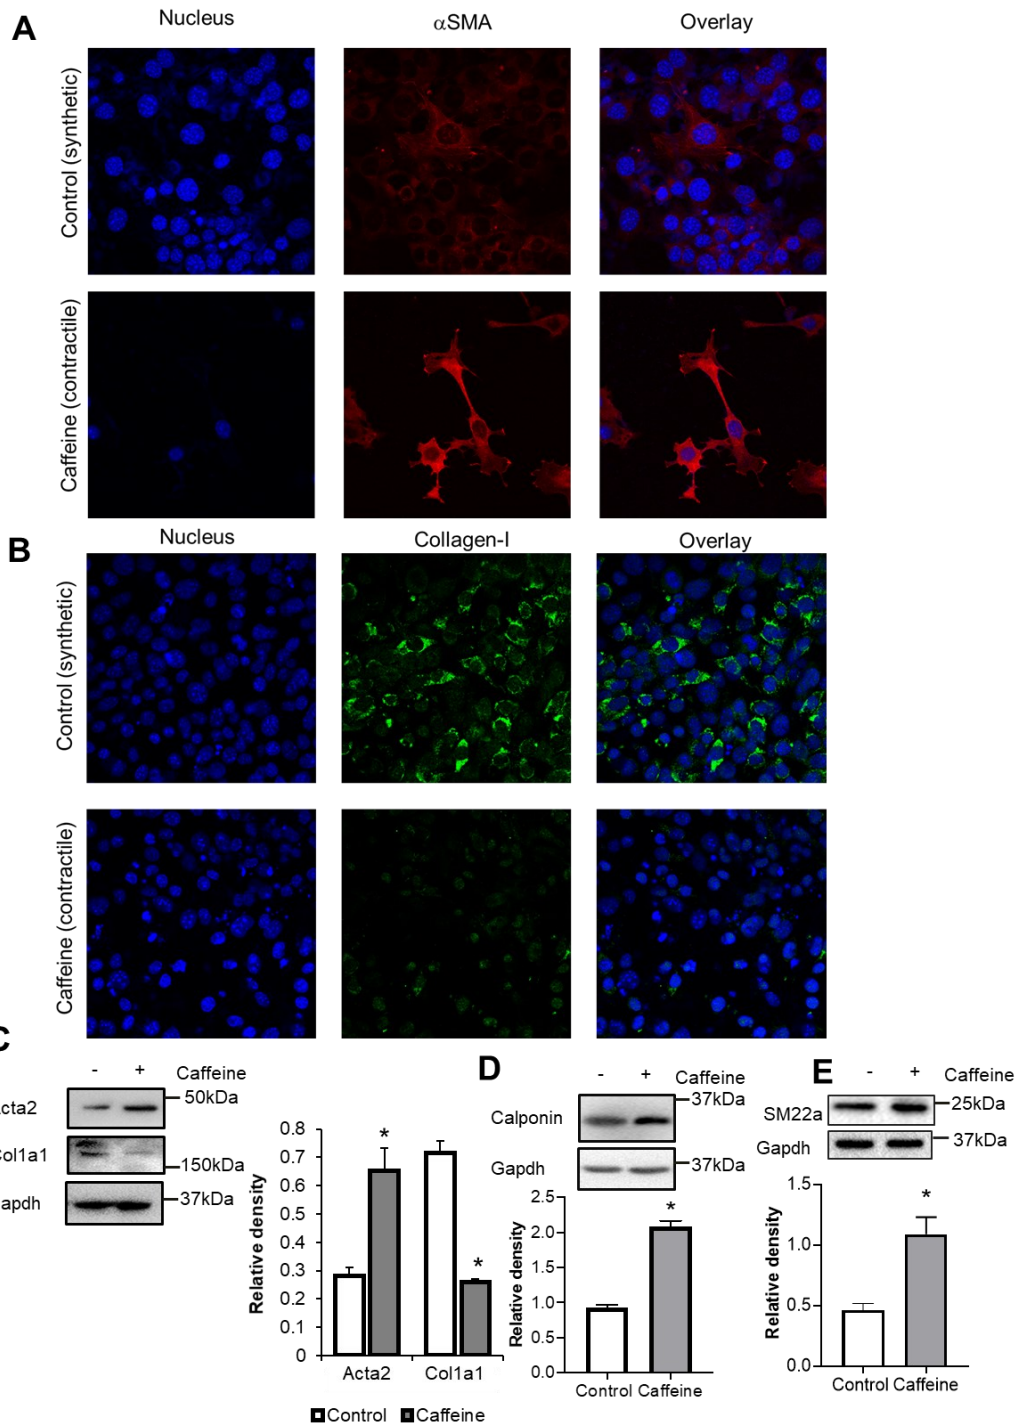 A
Nucleus
αSMA
Overlay
Control (synthetic)
Caffeine (contractile)
B
Nucleus
Collagen-I
Overlay
Control (synthetic)
Caffeine (contractile)
C
- + Caffeine
cta2
50kDa
ol1a1
150kDa
apdh
37kDa
Relative density
0.8
0.7
0.6
0.5
0.4
0.3
0.2
0.1
0
*
*
Acta2
Col1a1
Control
Caffeine
D
- + Caffeine
Calponin
37kDa
Gapdh
37kDa
Relative density
2.5
2.0
1.5
1.0
0.5
0.0
*
Control Caffeine
E
- + Caffeine
SM22a
25kDa
Gapdh
37kDa
Relative density
1.5
1.0
0.5
0.0
*
Control Caffeine